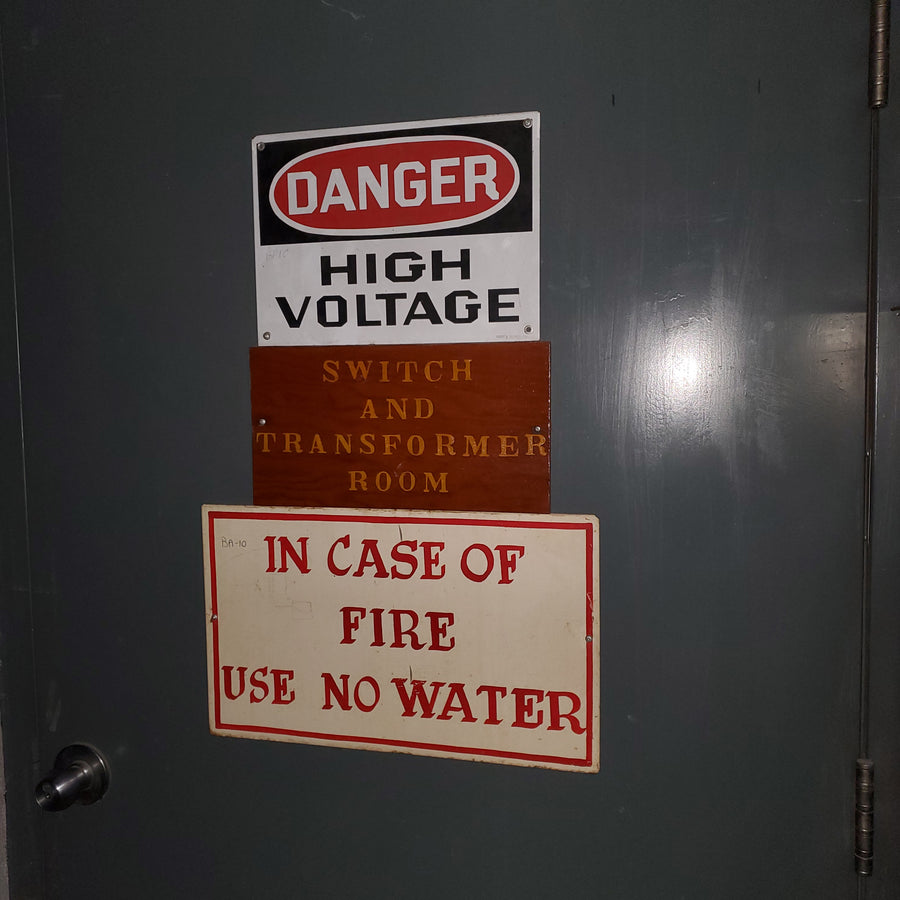 DANGER
HIGH
VOLTAGE
SWITCH
AND
TRANSFORMER
ROOM
BA-10
IN CASE OF
FIRE
USE NO WATER